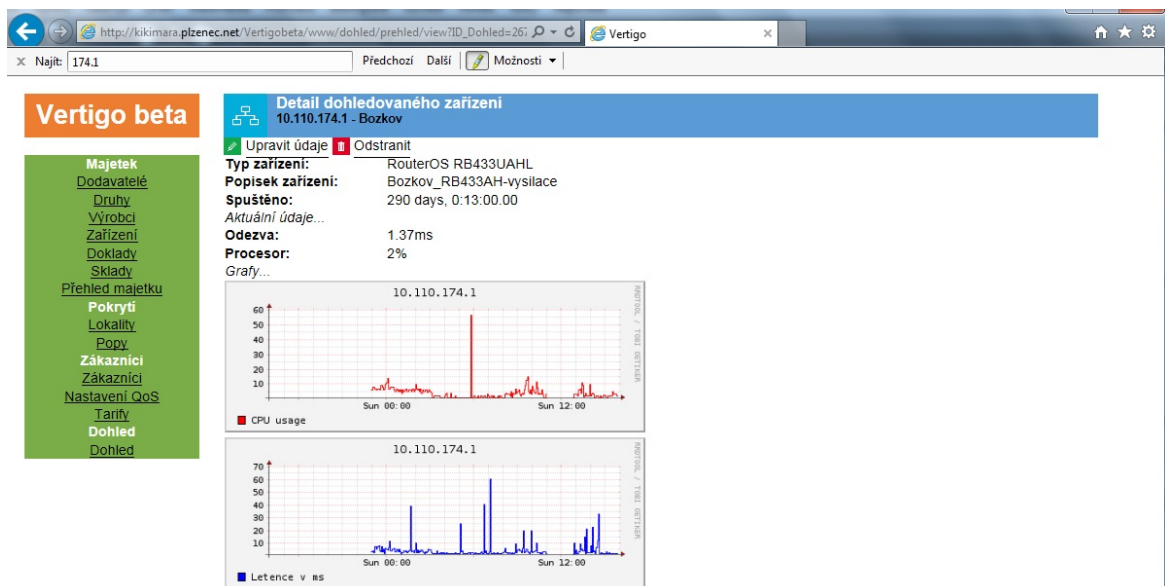 http://kikimara.plzenec.net/Vertigobeta/www/dohled/prehled/view?ID_Dohled=267
Vertigo
Najít: 174.1 Předchozí Další Možnosti
Vertigo beta
Detail dohledovaného zařízení
10.110.174.1 - Bozkov
Upravit údaje Odstranit
Majetek
Dodavatelé
Druhy
Výrobci
Zařízení
Doklady
Sklady
Přehled majetku
Pokrytí
Lokality
Popy
Zákazníci
Zákazníci
Nastavení QoS
Tarify
Dohled
Dohled
Typ zařízení: RouterOS RB433UAHL
Popisek zařízení: Bozkov_RB433AH-vysilace
Spuštěno: 290 days, 0:13:00.00
Aktuální údaje...
Odezva: 1.37ms
Procesor: 2%
Grafy...
10.110.174.1
60
50
40
30
20
10
Sun 00:00 Sun 12:00
CPU usage
RRDTOOL / TOBI OETIKER
10.110.174.1
70
60
50
40
30
20
10
Sun 00:00 Sun 12:00
Letence v ms
RRDTOOL / TOBI OETIKER